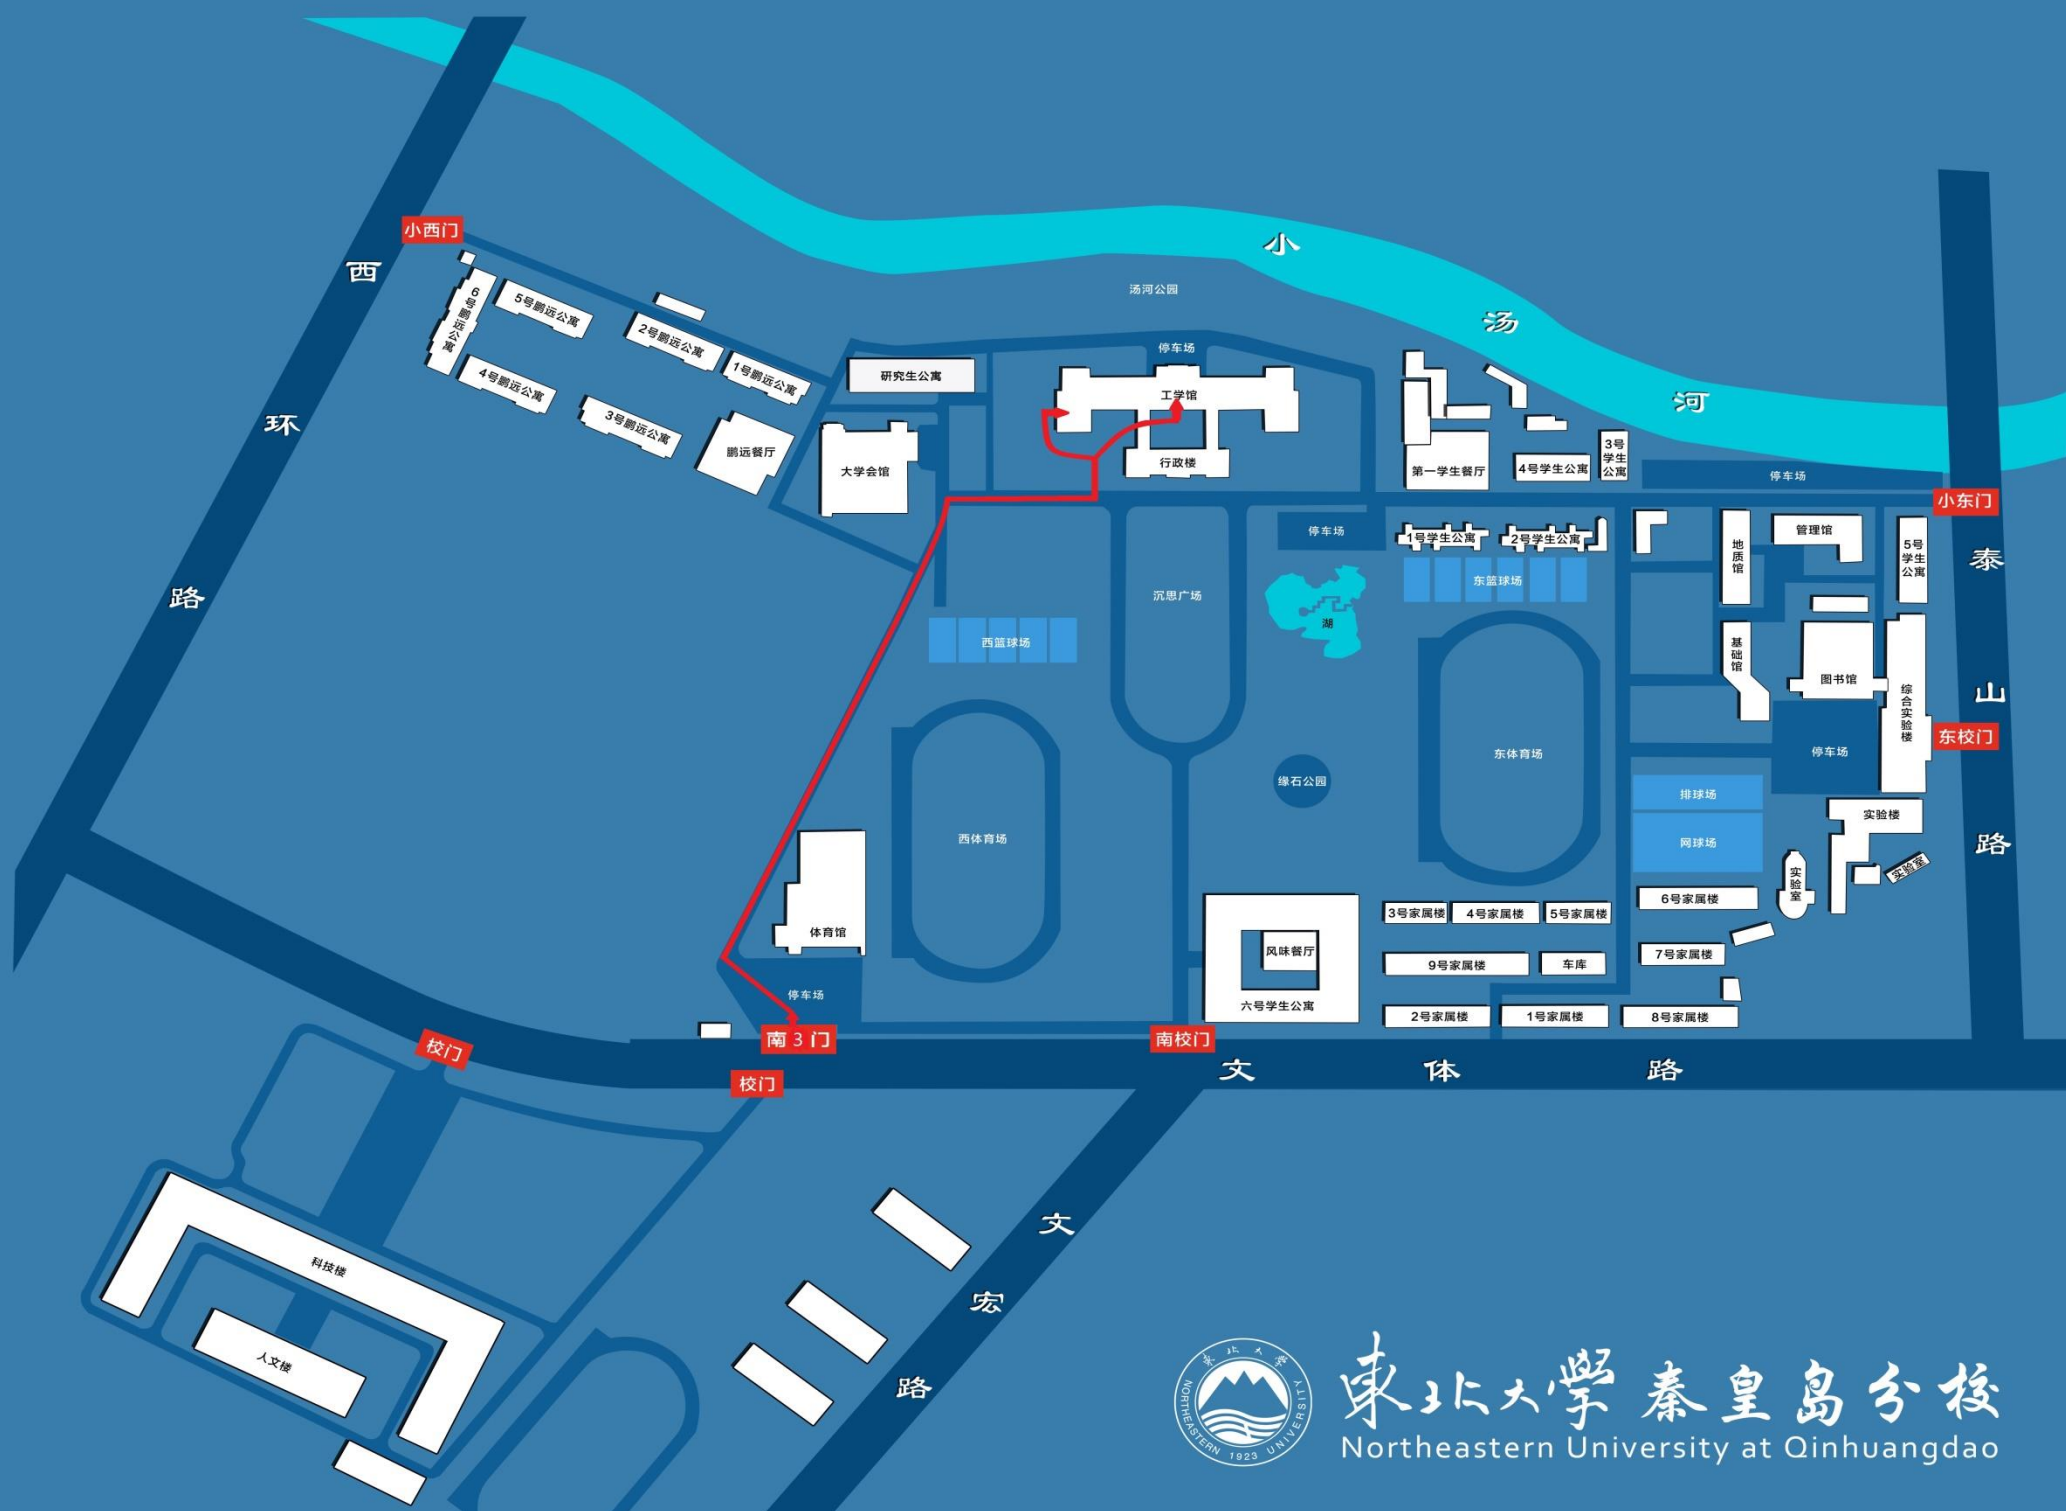 小西门
西
环
路
6号鹏远公寓
5号鹏远公寓
4号鹏远公寓
2号鹏远公寓
1号鹏远公寓
3号鹏远公寓
鹏远餐厅
小
汤
河
汤河公园
停车场
研究生公寓
工学馆
大学会馆
行政楼
第一学生餐厅
4号学生公寓
3号
学生
公寓
停车场
小东门
停车场
1号学生公寓
2号学生公寓
东篮球场
地质馆
管理馆
5号
学生
公寓
泰
山
路
沉思广场
湖
西篮球场
基础馆
图书馆
综合实验楼
东校门
停车场
缘石公园
东体育场
西体育场
排球场
网球场
实验楼
实验室
实验室
体育馆
停车场
南3门
校门
校门
南校门
风味餐厅
六号学生公寓
3号家属楼
4号家属楼
5号家属楼
6号家属楼
9号家属楼
车库
7号家属楼
2号家属楼
1号家属楼
8号家属楼
文
体
路
文
宏
路
科技楼
人文楼
東北大學
NORTHEASTERN 1923 UNIVERSITY
東北大學秦皇島分校
Northeastern University at Qinhuangdao